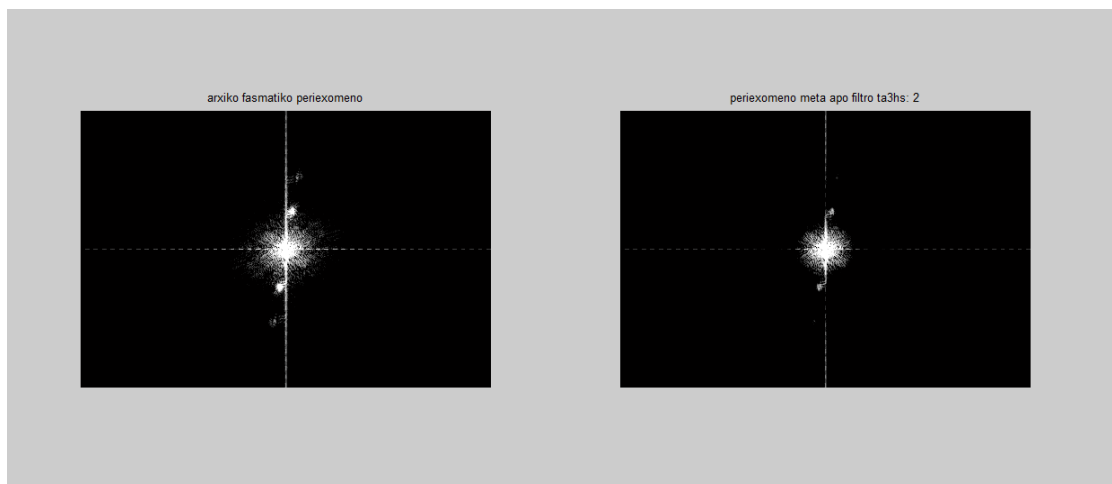 arxiko fasmatiko periexomeno
periexomeno meta apo filtro ta3hs: 2